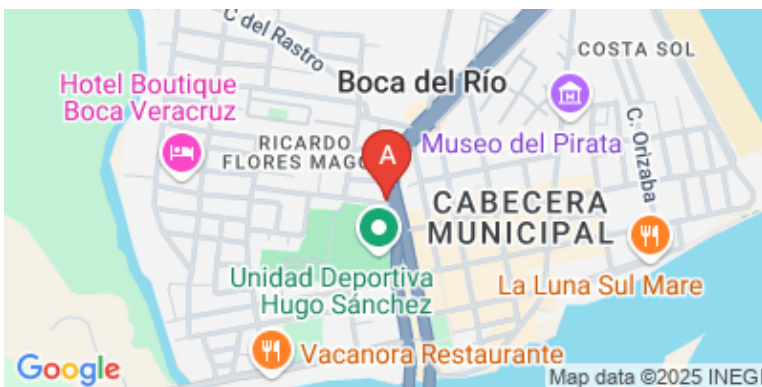 C del Rastro
COSTA SOL
Hotel Boutique
Boca Veracruz
Boca del Río
C. Orizaba
RICARDO
FLORES MAGO
A
Museo del Pirata
CABECERA
MUNICIPAL
Unidad Deportiva
Hugo Sánchez
La Luna Sul Mare
Vacanora Restaurante
Google
Map data ©2025 INEGI